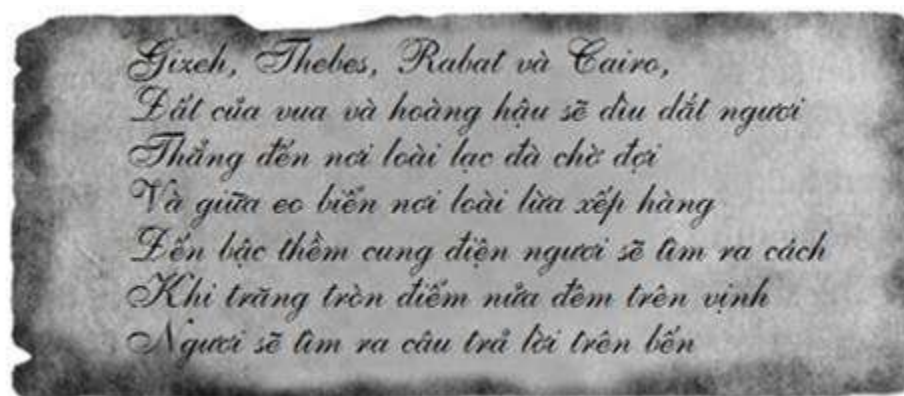 Gizeh, Thebes, Rabat và Cairo,
Đất của vua và hoàng hậu sẽ dìu dắt ngươi
Thẳng đến nơi loài lạc đà chờ đợi
Và giữa eo biển nơi loài lừa xếp hàng
Đến bậc thềm cung điện ngươi sẽ tìm ra cách
Khi trăng tròn điểm nửa đêm trên vịnh
Ngươi sẽ tìm ra câu trả lời trên bến